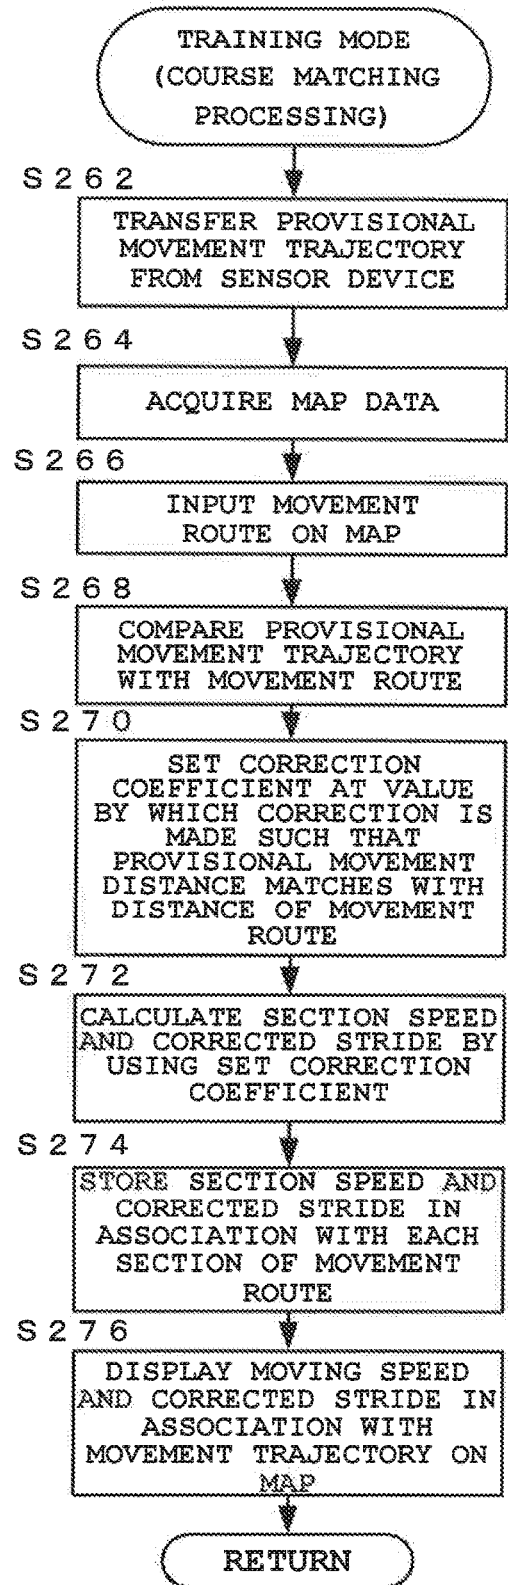 TRAINING MODE
(COURSE MATCHING
PROCESSING)
S262
TRANSFER PROVISIONAL
MOVEMENT TRAJECTORY
FROM SENSOR DEVICE
S264
ACQUIRE MAP DATA
S266
INPUT MOVEMENT
ROUTE ON MAP
S268
COMPARE PROVISIONAL
MOVEMENT TRAJECTORY
WITH MOVEMENT ROUTE
S270
SET CORRECTION
COEFFICIENT AT VALUE
BY WHICH CORRECTION IS
MADE SUCH THAT
PROVISIONAL MOVEMENT
DISTANCE MATCHES WITH
DISTANCE OF MOVEMENT
ROUTE
S272
CALCULATE SECTION SPEED
AND CORRECTED STRIDE BY
USING SET CORRECTION
COEFFICIENT
S274
STORE SECTION SPEED AND
CORRECTED STRIDE IN
ASSOCIATION WITH EACH
SECTION OF MOVEMENT
ROUTE
S276
DISPLAY MOVING SPEED
AND CORRECTED STRIDE IN
ASSOCIATION WITH
MOVEMENT TRAJECTORY ON
MAP
RETURN